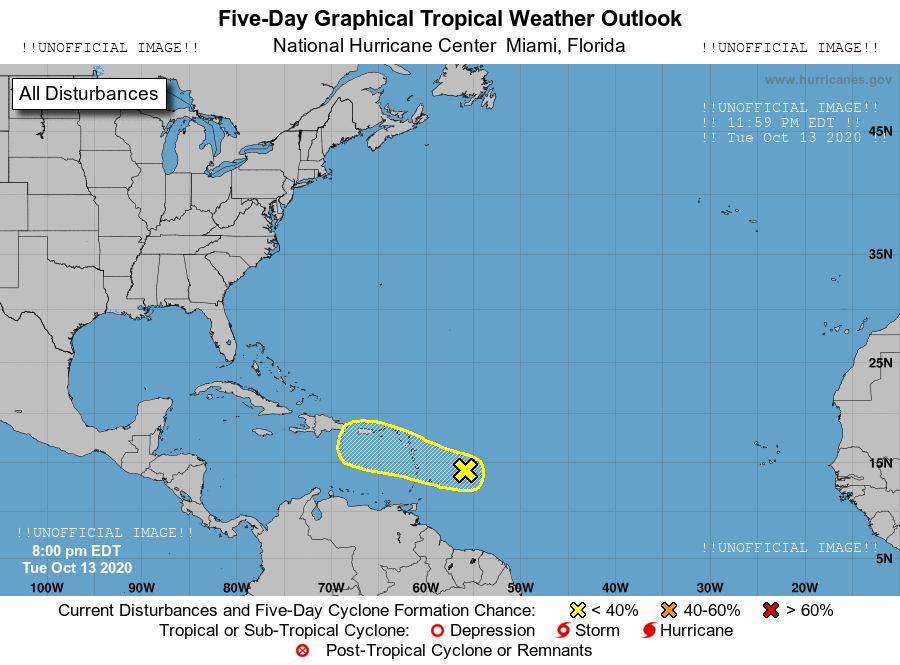 Five-Day Graphical Tropical Weather Outlook
!!UNOFFICIAL IMAGE!! National Hurricane Center Miami, Florida !!UNOFFICIAL IMAGE!!
www.hurricanes.gov
All Disturbances
!!UNOFFICIAL IMAGE!!
!! 11:59 PM EDT !!
!! Tue Oct 13 2020 !!
45N
35N
25N
15N
!!UNOFFICIAL IMAGE!!
8:00 pm EDT
Tue Oct 13 2020
!!UNOFFICIAL IMAGE!!
5N
100W 90W 80W 70W 60W 50W 40W 30W 20W
Current Disturbances and Five-Day Cyclone Formation Chance: < 40% 40-60% > 60%
Tropical or Sub-Tropical Cyclone: Depression Storm Hurricane
Post-Tropical Cyclone or Remnants